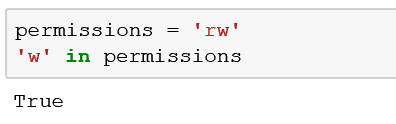 permissions = 'rw'
'w' in permissions
True